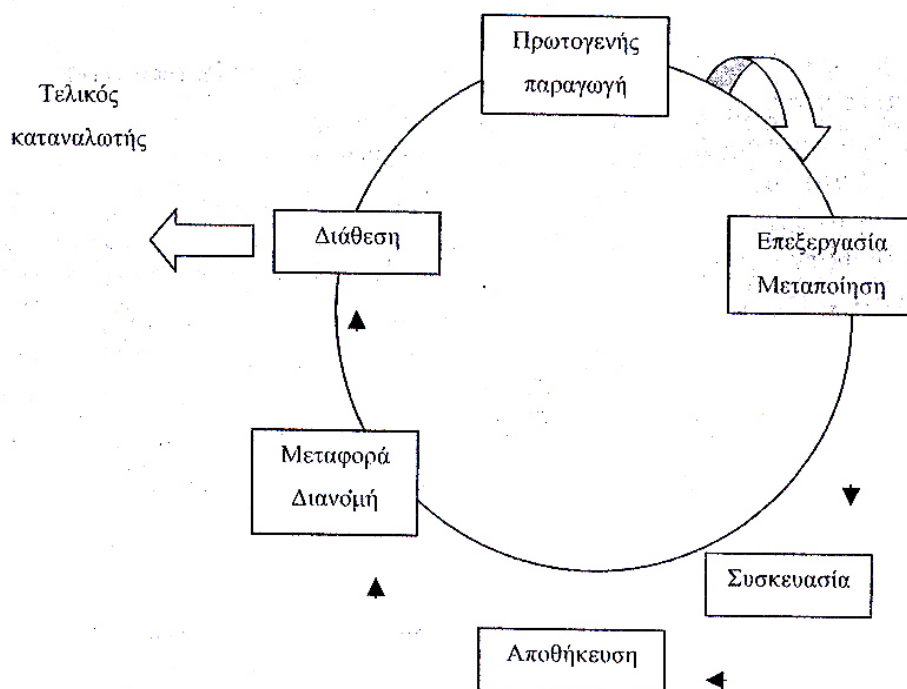 Πρωτογενής
παραγωγή
Τελικός
καταναλωτής
Διάθεση
Επεξεργασία
Μεταποίηση
Μεταφορά
Διανομή
Συσκευασία
Αποθήκευση